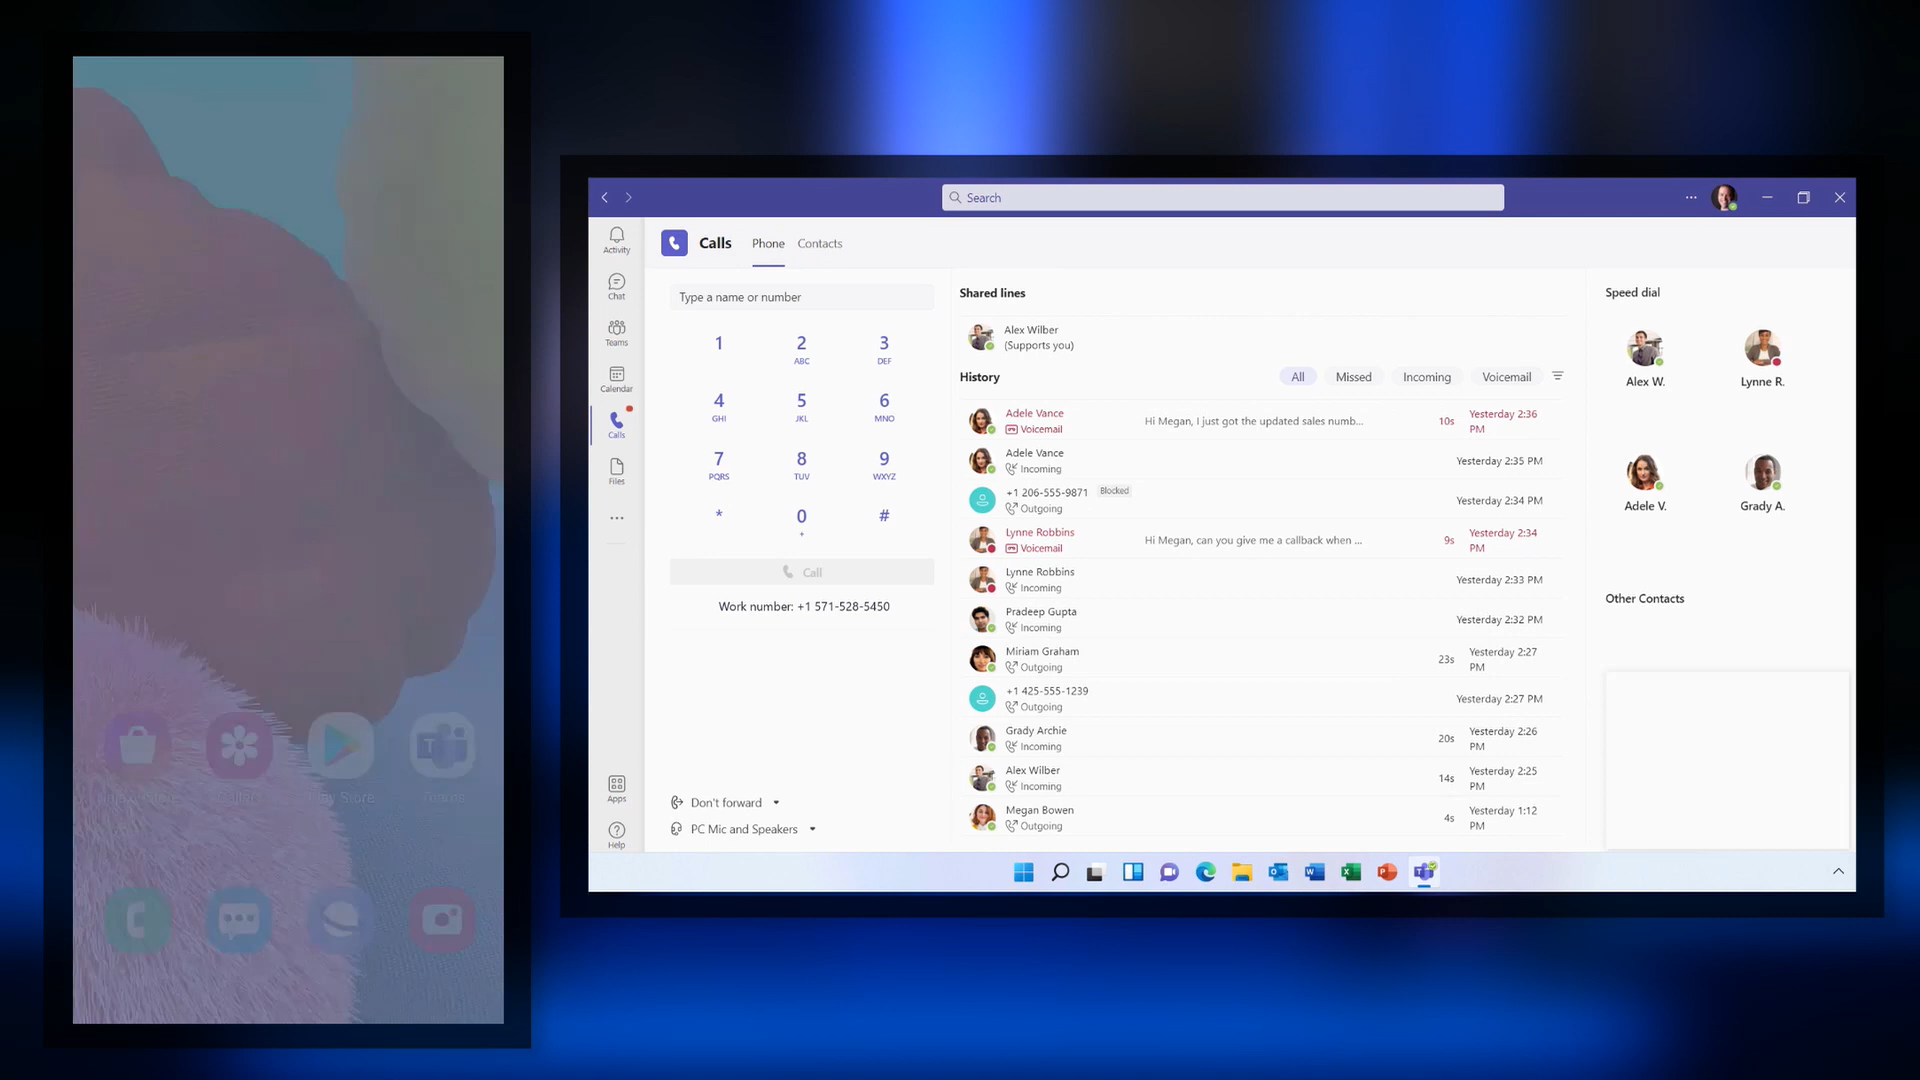 Search
Activity
Chat
Teams
Calendar
Calls
Files
Apps
Help
Calls
Phone
Contacts
Type a name or number
1
2
ABC
3
DEF
4
GHI
5
JKL
6
MNO
7
PQRS
8
TUV
9
WXYZ
*
0
+
#
Call
Work number: +1 571-528-5450
Don't forward
PC Mic and Speakers
Shared lines
Alex Wilber
(Supports you)
History
All
Missed
Incoming
Voicemail
Adele Vance
Voicemail
Hi Megan, I just got the updated sales numb...
10s
Yesterday 2:36
PM
Adele Vance
Incoming
Yesterday 2:35 PM
+1 206-555-9871
Blocked
Outgoing
Yesterday 2:34 PM
Lynne Robbins
Voicemail
Hi Megan, can you give me a callback when ...
9s
Yesterday 2:34
PM
Lynne Robbins
Incoming
Yesterday 2:33 PM
Pradeep Gupta
Incoming
Yesterday 2:32 PM
Miriam Graham
Outgoing
23s
Yesterday 2:27
PM
+1 425-555-1239
Outgoing
Yesterday 2:27 PM
Grady Archie
Incoming
20s
Yesterday 2:26
PM
Alex Wilber
Incoming
14s
Yesterday 2:25
PM
Megan Bowen
Outgoing
4s
Yesterday 1:12
PM
Speed dial
Alex W.
Lynne R.
Adele V.
Grady A.
Other Contacts